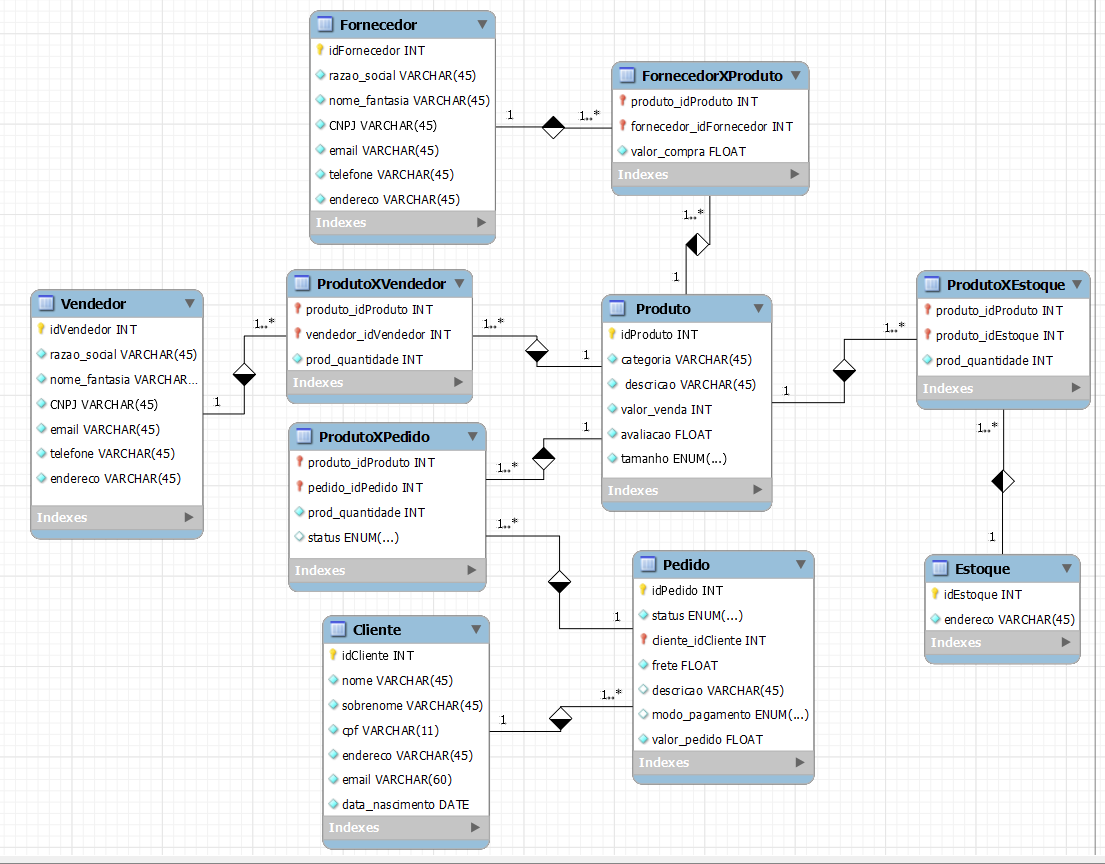 Fornecedor
idFornecedor INT
razao_social VARCHAR(45)
nome_fantasia VARCHAR(45)
CNPJ VARCHAR(45)
email VARCHAR(45)
telefone VARCHAR(45)
endereco VARCHAR(45)
Indexes
1
1..*
FornecedorXProduto
produto_idProduto INT
fornecedor_idFornecedor INT
valor_compra FLOAT
Indexes
1..*
1
Vendedor
idVendedor INT
razao_social VARCHAR(45)
nome_fantasia VARCHAR...
CNPJ VARCHAR(45)
email VARCHAR(45)
telefone VARCHAR(45)
endereco VARCHAR(45)
Indexes
1..*
1
ProdutoXVendedor
produto_idProduto INT
vendedor_idVendedor INT
prod_quantidade INT
Indexes
1..*
1
Produto
idProduto INT
categoria VARCHAR(45)
descricao VARCHAR(45)
valor_venda INT
avaliacao FLOAT
tamanho ENUM(...)
Indexes
1..*
1
ProdutoXEstoque
produto_idProduto INT
produto_idEstoque INT
prod_quantidade INT
Indexes
1..*
1
ProdutoXPedido
produto_idProduto INT
pedido_idPedido INT
prod_quantidade INT
status ENUM(...)
Indexes
1
1..*
1..*
1
Estoque
idEstoque INT
endereco VARCHAR(45)
Indexes
Pedido
idPedido INT
status ENUM(...)
cliente_idCliente INT
frete FLOAT
descricao VARCHAR(45)
modo_pagamento ENUM(...)
valor_pedido FLOAT
Indexes
Cliente
idCliente INT
nome VARCHAR(45)
sobrenome VARCHAR(45)
cpf VARCHAR(11)
endereco VARCHAR(45)
email VARCHAR(60)
data_nascimento DATE
Indexes
1
1..*